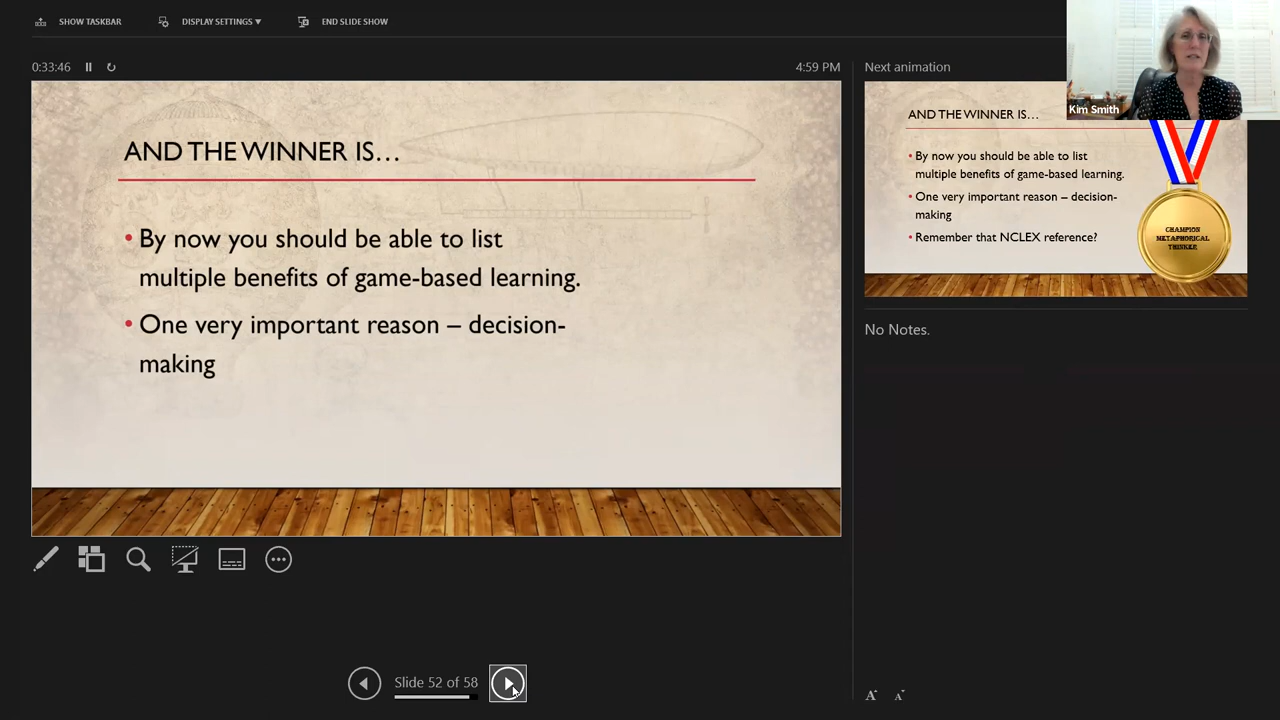 SHOW TASKBAR
DISPLAY SETTINGS ▼
END SLIDE SHOW
0:33:46
4:59 PM
AND THE WINNER IS…
• By now you should be able to list
multiple benefits of game-based learning.
• One very important reason – decision-
making
Slide 52 of 58
Next animation
Kim Smith
AND THE WINNER IS…
• By now you should be able to list
multiple benefits of game-based learning.
• One very important reason – decision-
making
• Remember that NCLEX reference?
CHAMPION
METAPHORICAL
THINKER
No Notes.
A A